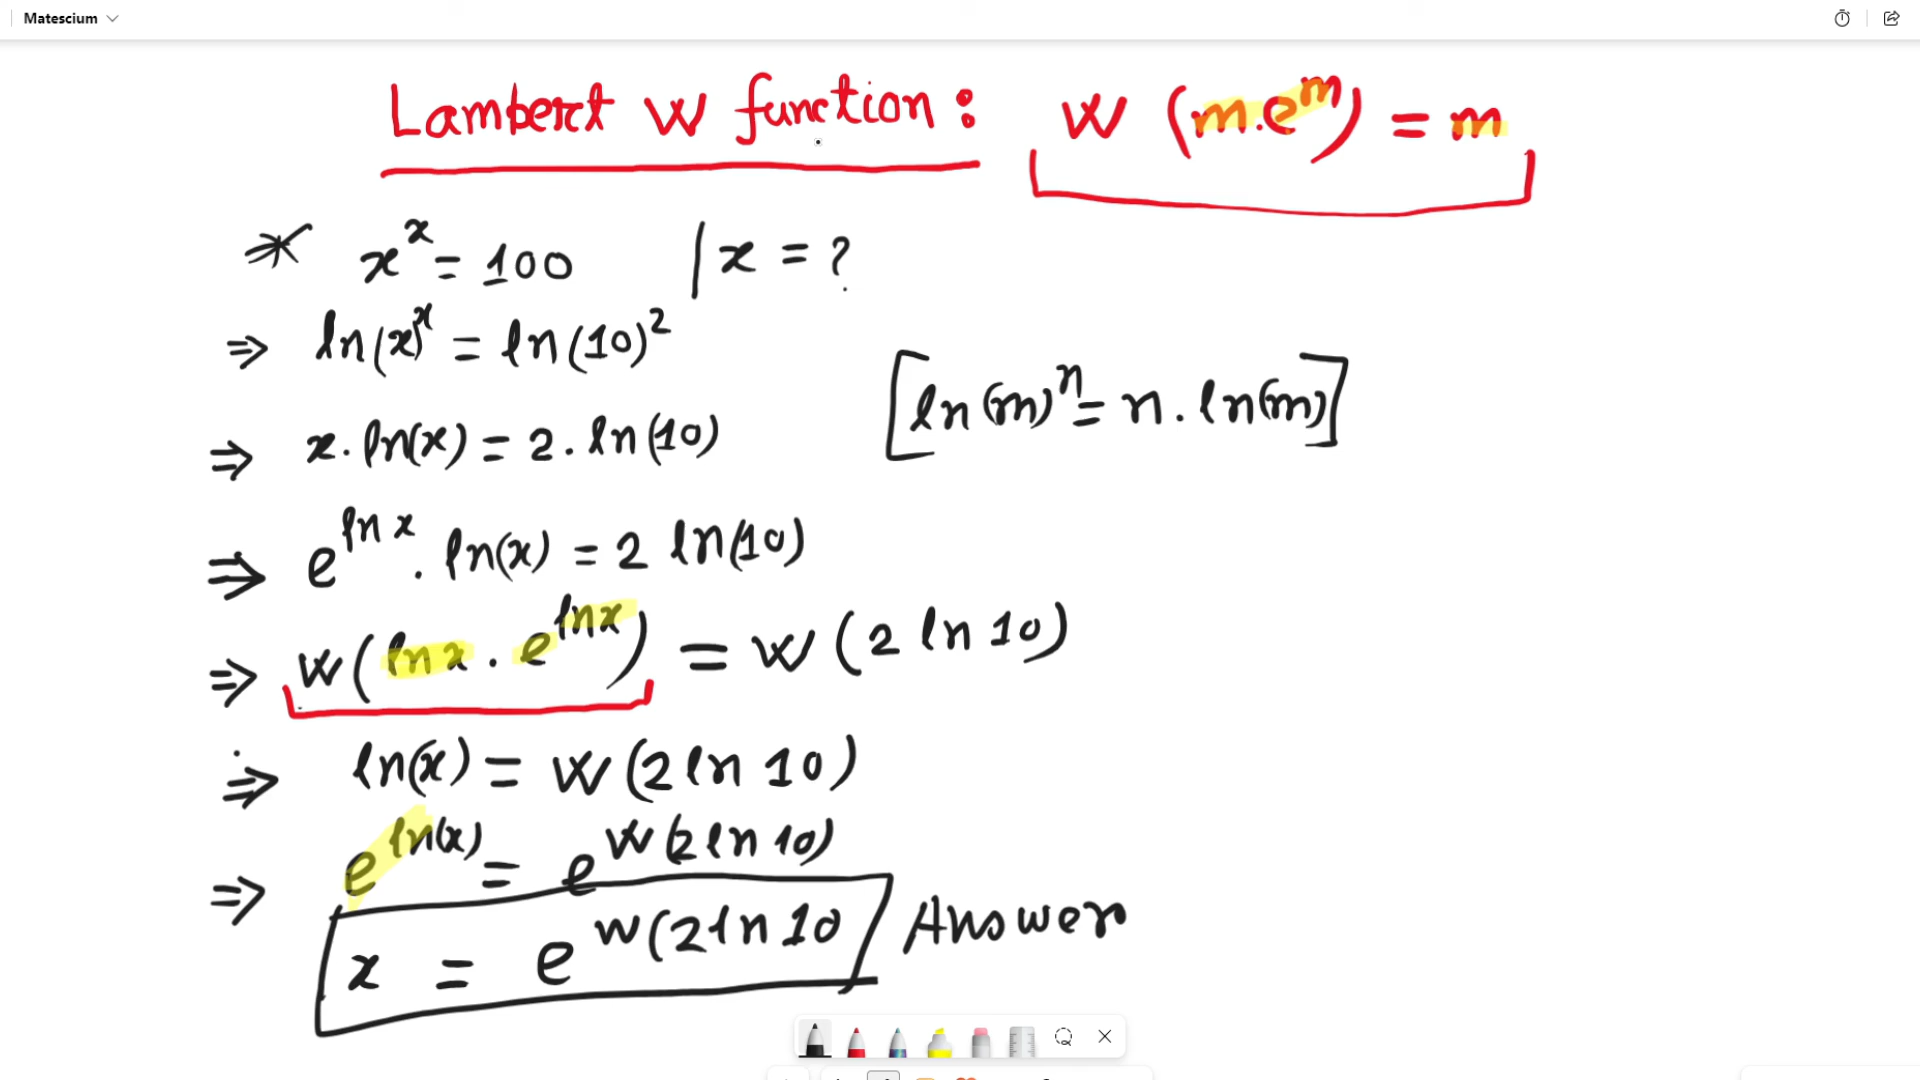 Matescium
Lambert W function : W (m.e^m) = m
* x^x = 100 | x = ?
⇒ ln(x)^x = ln(10)^2
[ln(m)^n = n.ln(m)]
⇒ x.ln(x) = 2.ln(10)
⇒ e^ln x . ln(x) = 2 ln(10)
⇒ W(ln x . e^ln x) = W(2 ln 10)
⇒ ln(x) = W(2 ln 10)
⇒ e^ln(x) = e^W(2 ln 10)
x = e^W(2 ln 10 Answer